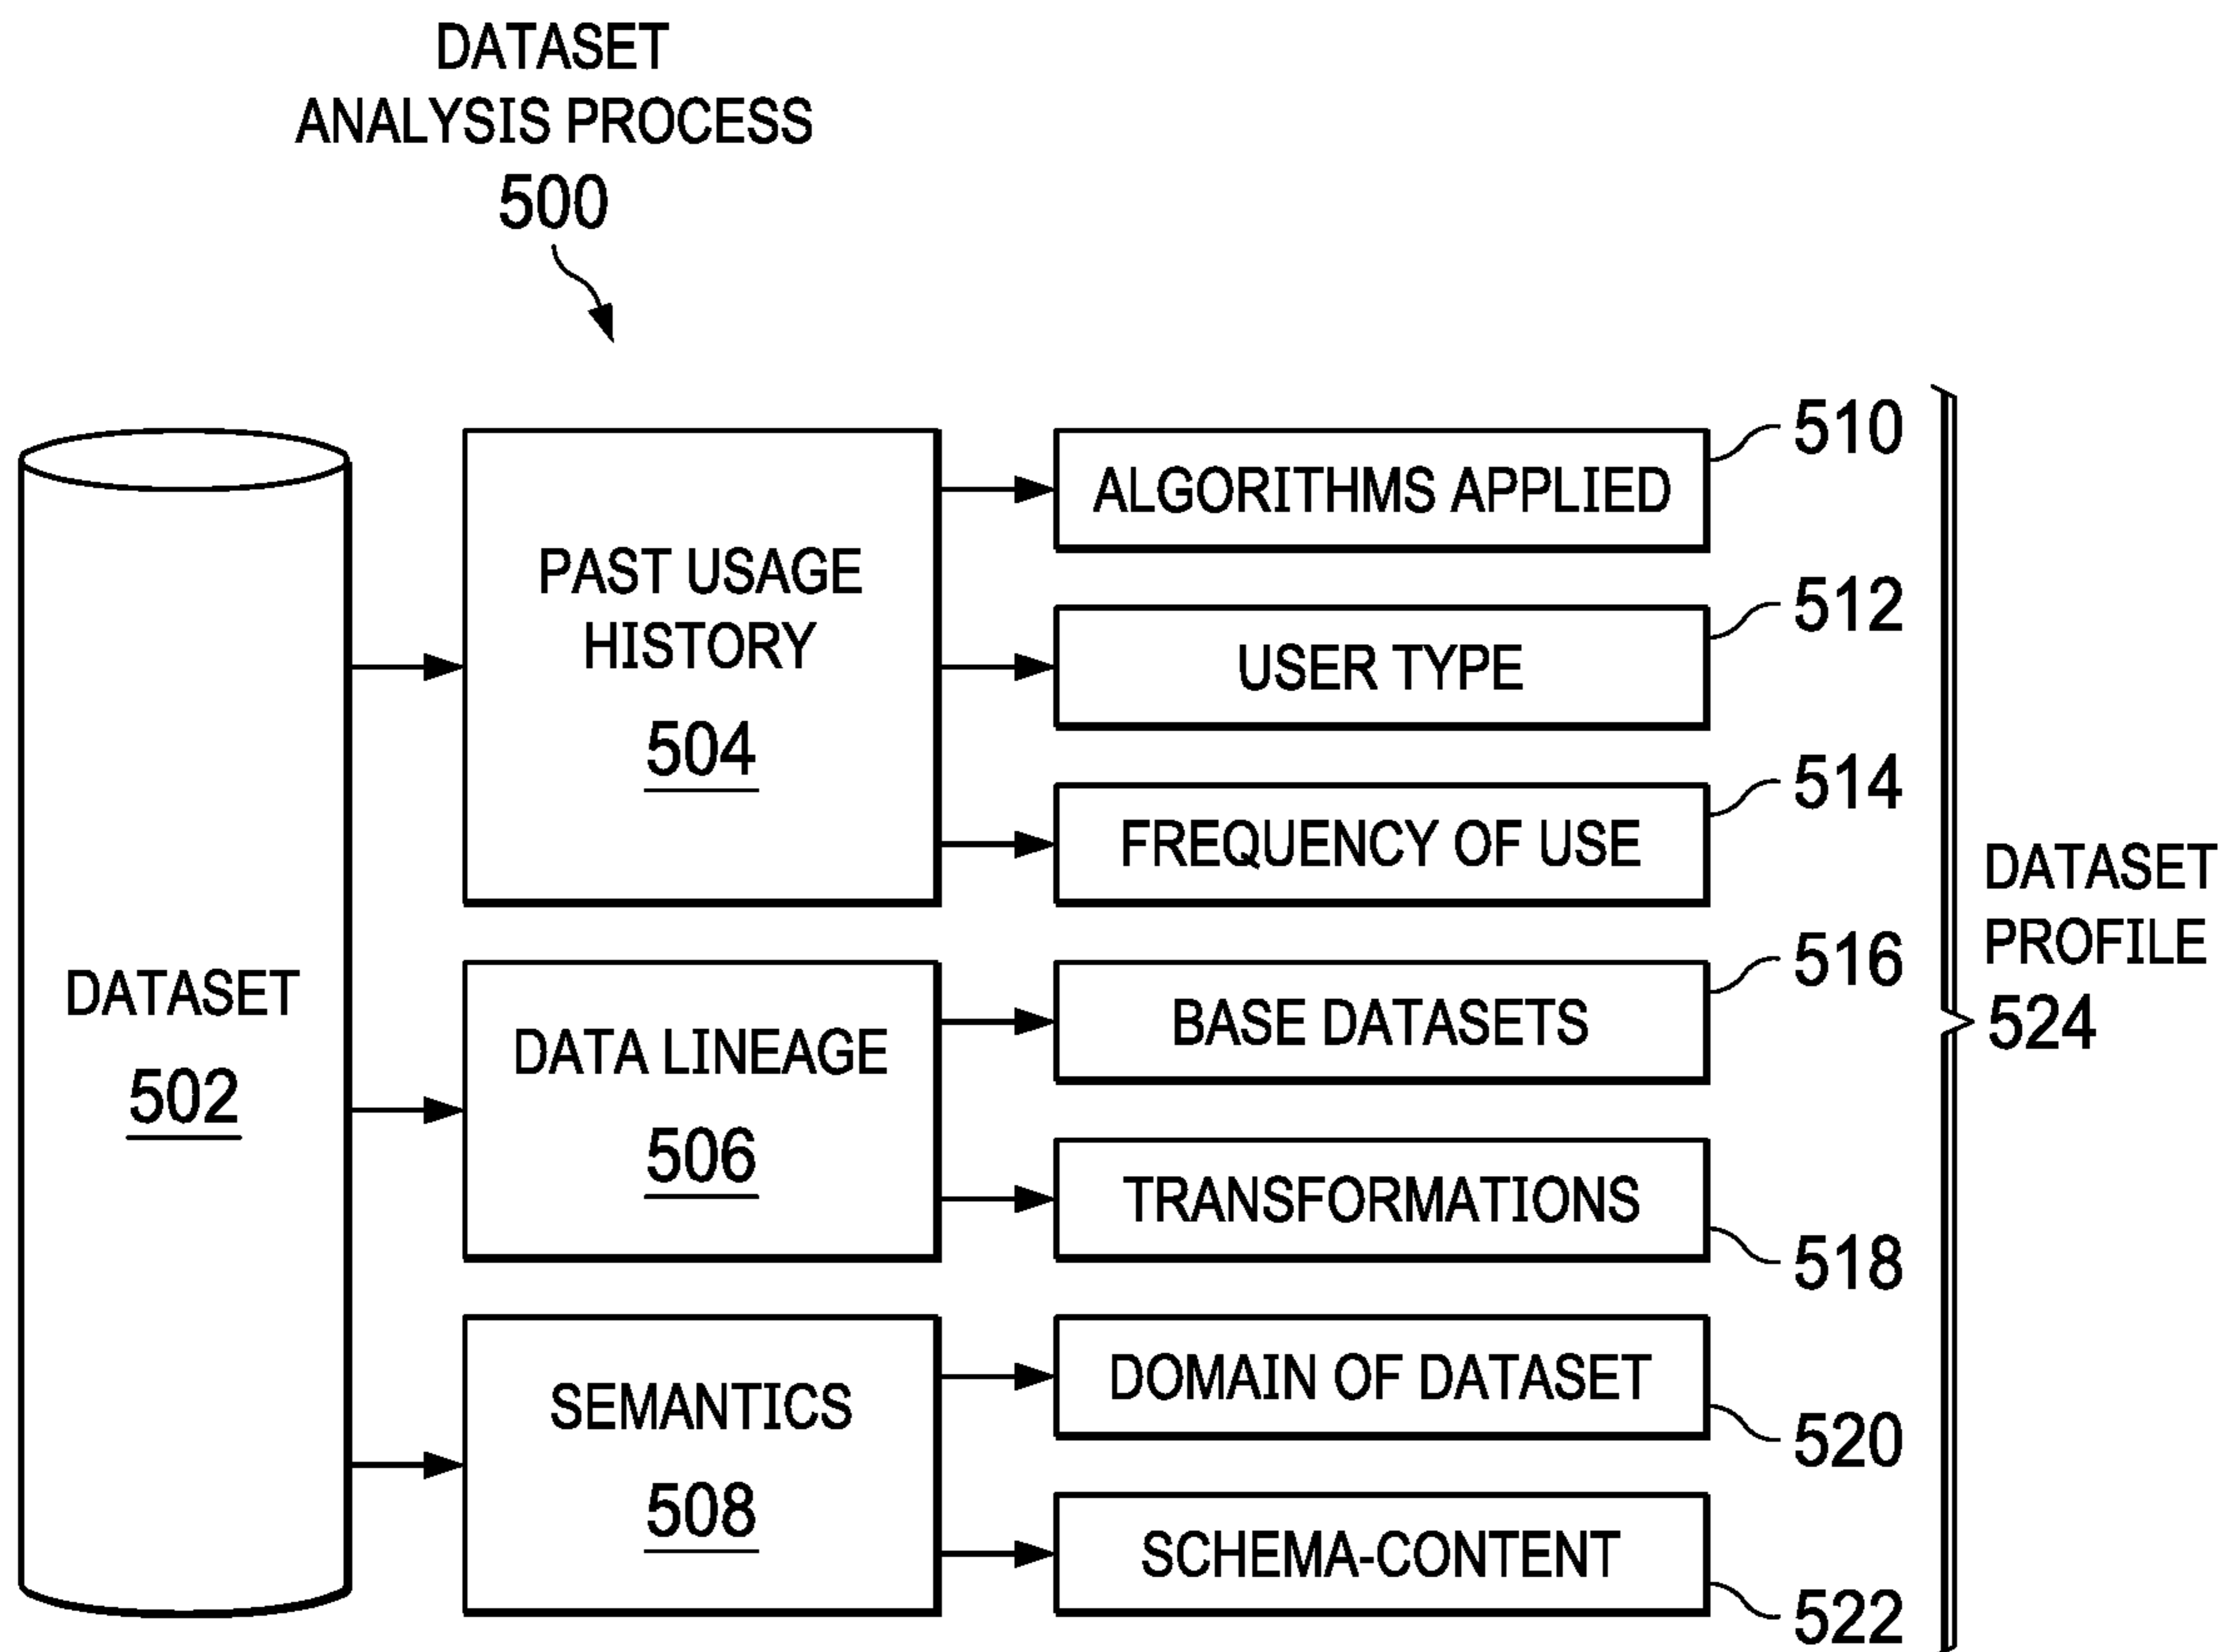 DATASET
ANALYSIS PROCESS
500
DATASET
502
PAST USAGE
HISTORY
504
DATA LINEAGE
506
SEMANTICS
508
ALGORITHMS APPLIED
510
USER TYPE
512
FREQUENCY OF USE
514
BASE DATASETS
516
TRANSFORMATIONS
518
DOMAIN OF DATASET
520
SCHEMA-CONTENT
522
DATASET
PROFILE
524